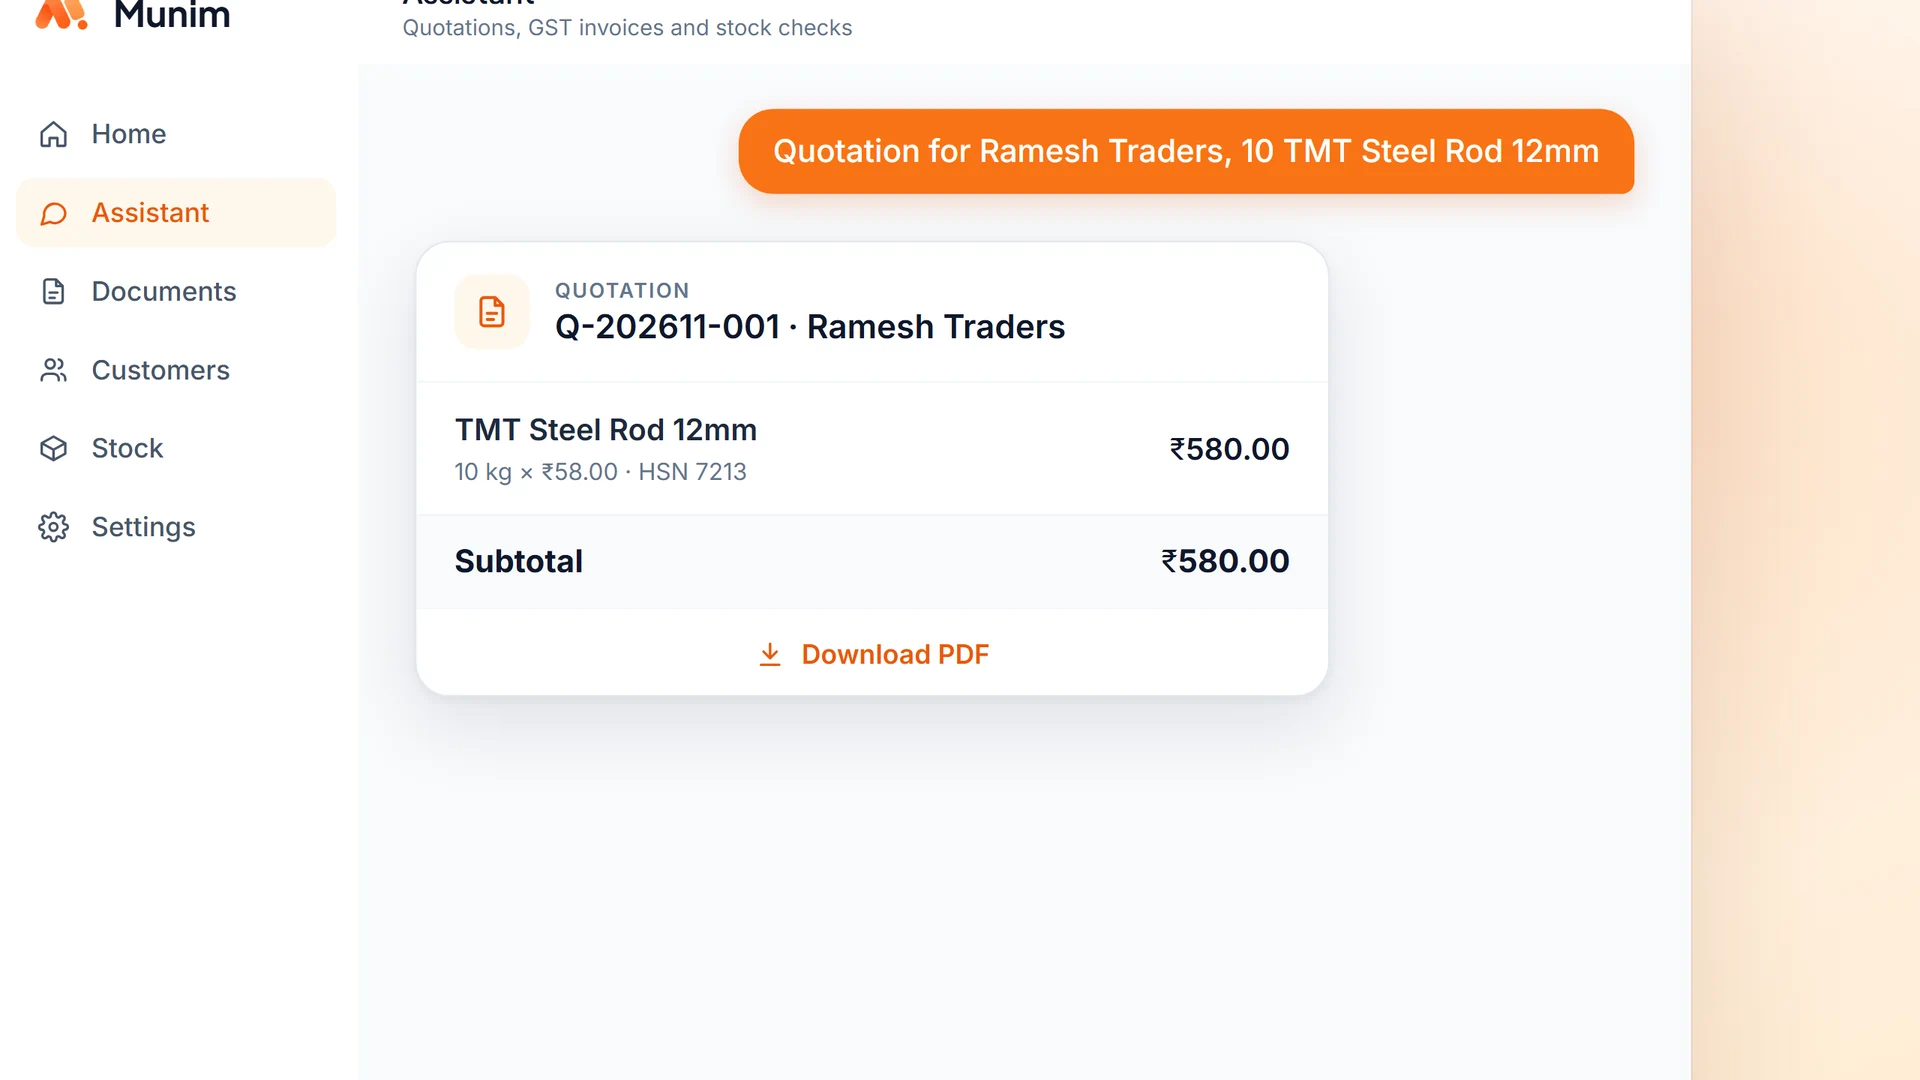 Munim
Assistant
Quotations, GST invoices and stock checks
Home
Assistant
Documents
Customers
Stock
Settings
Quotation for Ramesh Traders, 10 TMT Steel Rod 12mm
QUOTATION
Q-202611-001 · Ramesh Traders
TMT Steel Rod 12mm
10 kg × ₹58.00 · HSN 7213
₹580.00
Subtotal
₹580.00
Download PDF